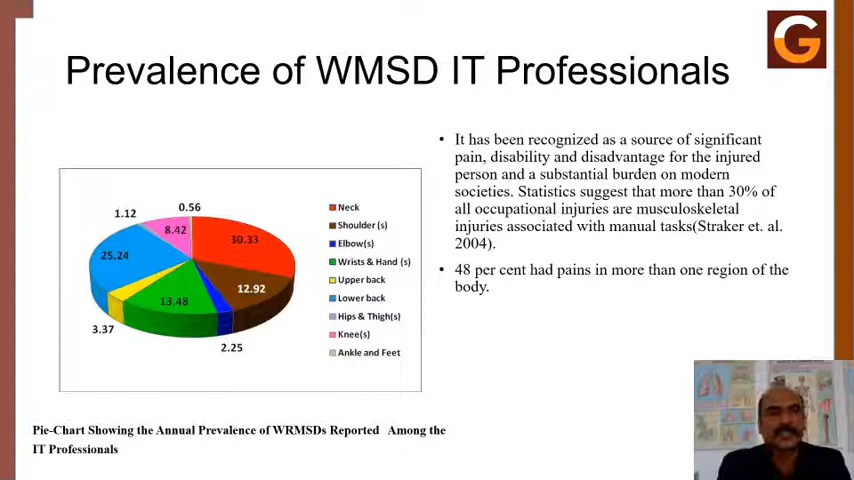 Prevalence of WMSD IT Professionals
G
• It has been recognized as a source of significant
pain, disability and disadvantage for the injured
person and a substantial burden on modern
societies. Statistics suggest that more than 30% of
all occupational injuries are musculoskeletal
injuries associated with manual tasks(Straker et. al.
2004).
• 48 per cent had pains in more than one region of the
body.
0.56
1.12
8.42
30.33
25.24
12.92
13.48
3.37
2.25
Neck
Shoulder (s)
Elbow(s)
Wrists & Hand (s)
Upper back
Lower back
Hips & Thigh(s)
Knee(s)
Ankle and Feet
Pie-Chart Showing the Annual Prevalence of WRMSDs Reported Among the
IT Professionals